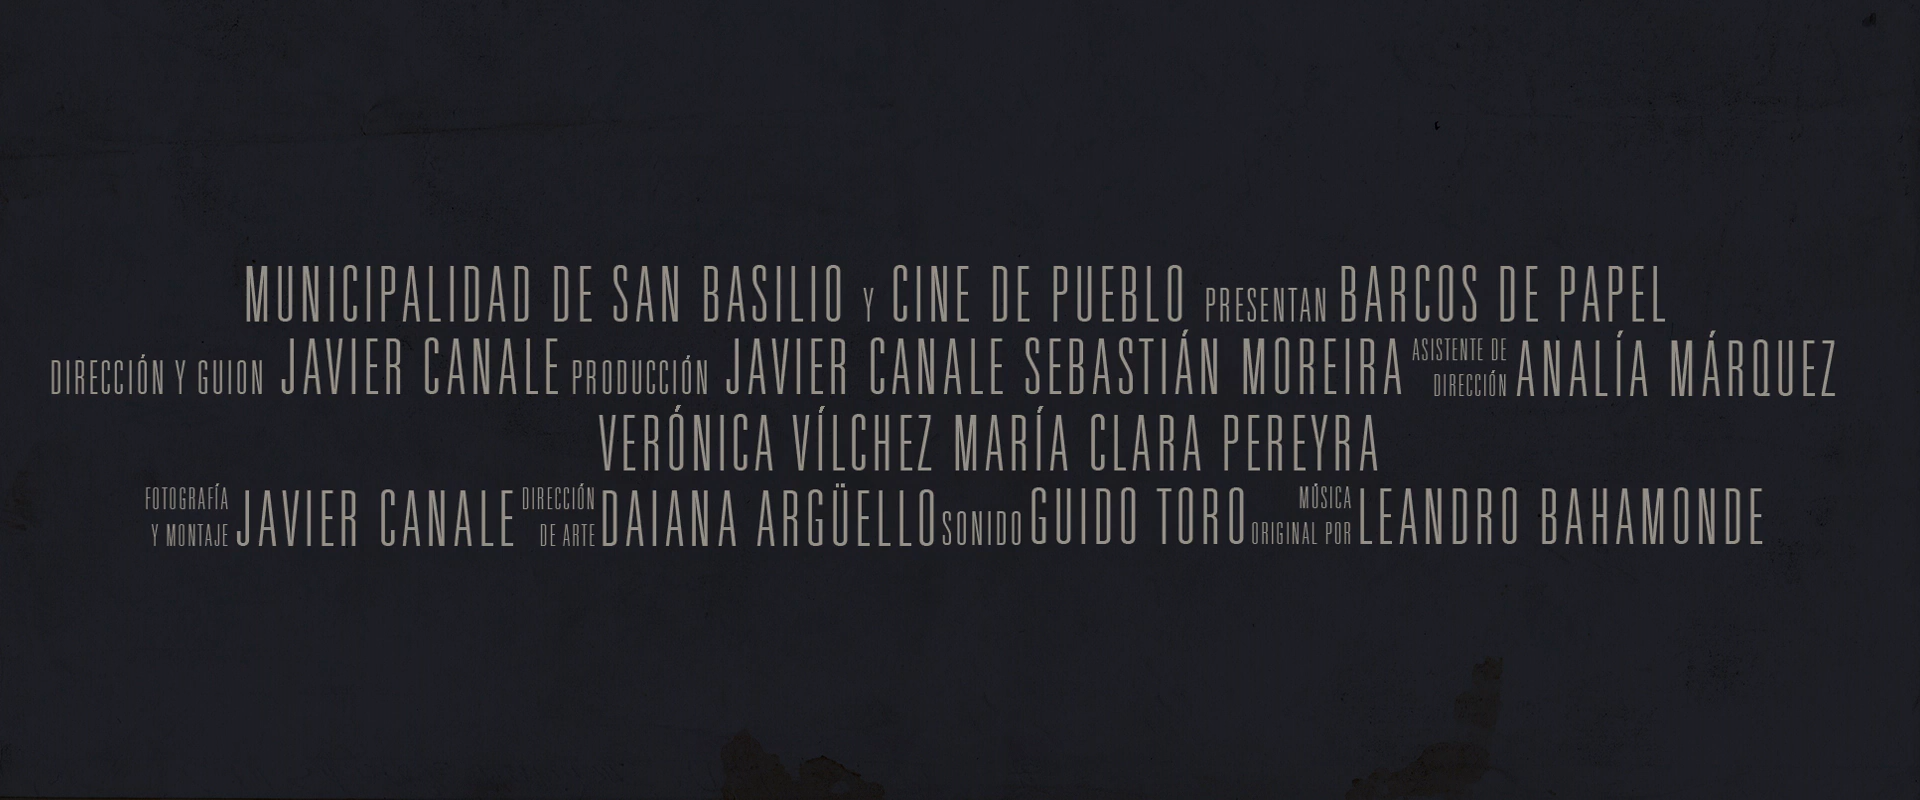 MUNICIPALIDAD DE SAN BASILIO Y CINE DE PUEBLO PRESENTAN BARCOS DE PAPEL
DIRECCIÓN Y GUION JAVIER CANALE PRODUCCIÓN JAVIER CANALE SEBASTIÁN MOREIRA ASISTENTE DE DIRECCIÓN ANALÍA MÁRQUEZ
VERÓNICA VÍLCHEZ MARÍA CLARA PEREYRA
FOTOGRAFÍA Y MONTAJE JAVIER CANALE DIRECCIÓN DE ARTE DAIANA ARGÜELLO SONIDO GUIDO TORO MÚSICA ORIGINAL POR LEANDRO BAHAMONDE